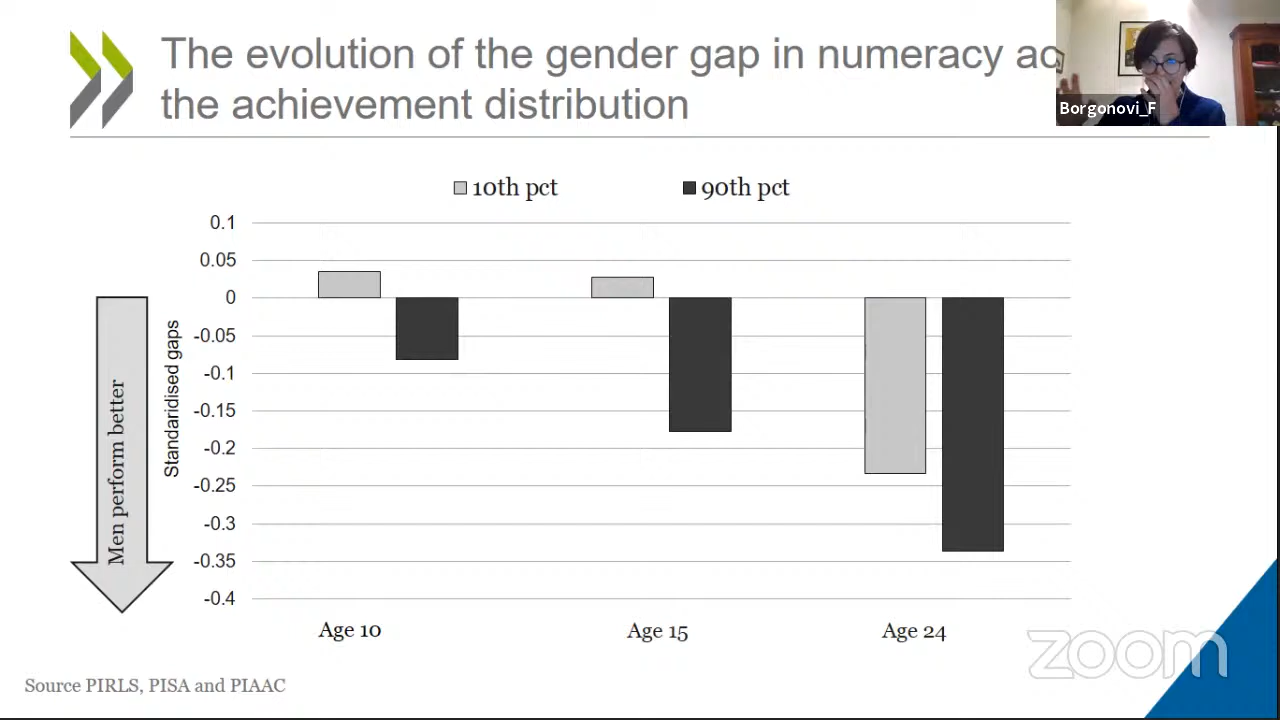 The evolution of the gender gap in numeracy
the achievement distribution
Borgonovi_F
10th pct
90th pct
0.1
0.05
0
-0.05
-0.1
-0.15
-0.2
-0.25
-0.3
-0.35
-0.4
Standaridised gaps
Men perform better
Age 10
Age 15
Age 24
zoom
Source PIRLS, PISA and PIAAC